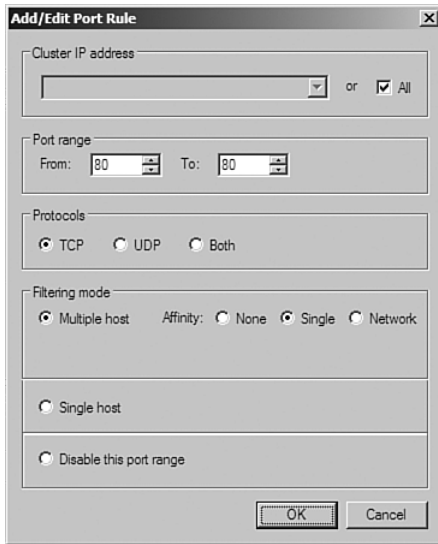 Add/Edit Port Rule
Cluster IP address
or All
Port range
From: 80 To: 80
Protocols
TCP UDP Both
Filtering mode
Multiple host Affinity: None Single Network
Single host
Disable this port range
OK Cancel